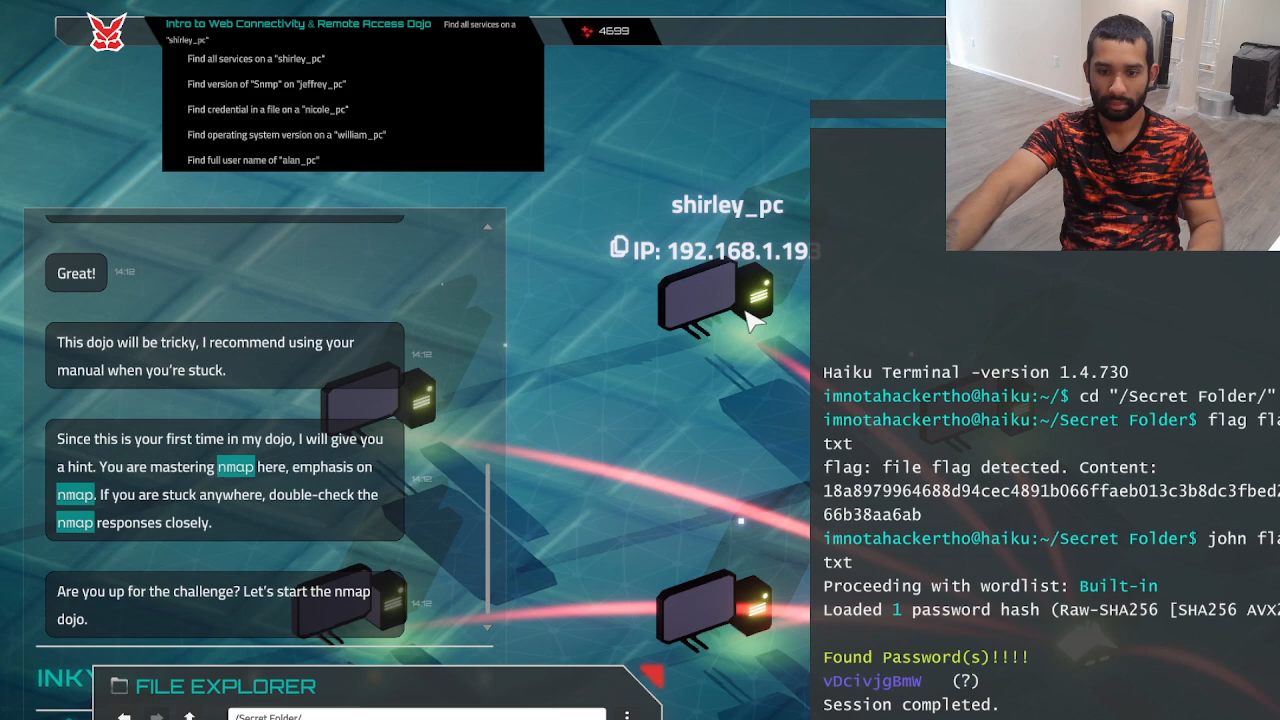 Intro to Web Connectivity & Remote Access Dojo
Find all services on a
"shirley_pc"
4699
Find all services on a "shirley_pc"
Find version of "Snmp" on "jeffrey_pc"
Find credential in a file on a "nicole_pc"
Find operating system version on a "william_pc"
Find full user name of "alan_pc"
shirley_pc
IP: 192.168.1.193
Great!
14:12
This dojo will be tricky, I recommend using your
manual when you're stuck.
14:12
Since this is your first time in my dojo, I will give you
a hint. You are mastering nmap here, emphasis on
nmap. If you are stuck anywhere, double-check the
nmap responses closely.
14:12
Are you up for the challenge? Let's start the nmap
dojo.
14:12
FILE EXPLORER
/Secret Folder/
Haiku Terminal -version 1.4.730
imnotahackertho@haiku:~/$ cd "/Secret Folder/"
imnotahackertho@haiku:~/Secret Folder$ flag fla
txt
flag: file flag detected. Content:
18a8979964688d94cec4891b066ffaeb013c3b8dc3fbed2
66b38aa6ab
imnotahackertho@haiku:~/Secret Folder$ john fla
txt
Proceeding with wordlist: Built-in
Loaded 1 password hash (Raw-SHA256 [SHA256 AVX2
Found Password(s)!!!!
vDcivjgBmW (?)
Session completed.